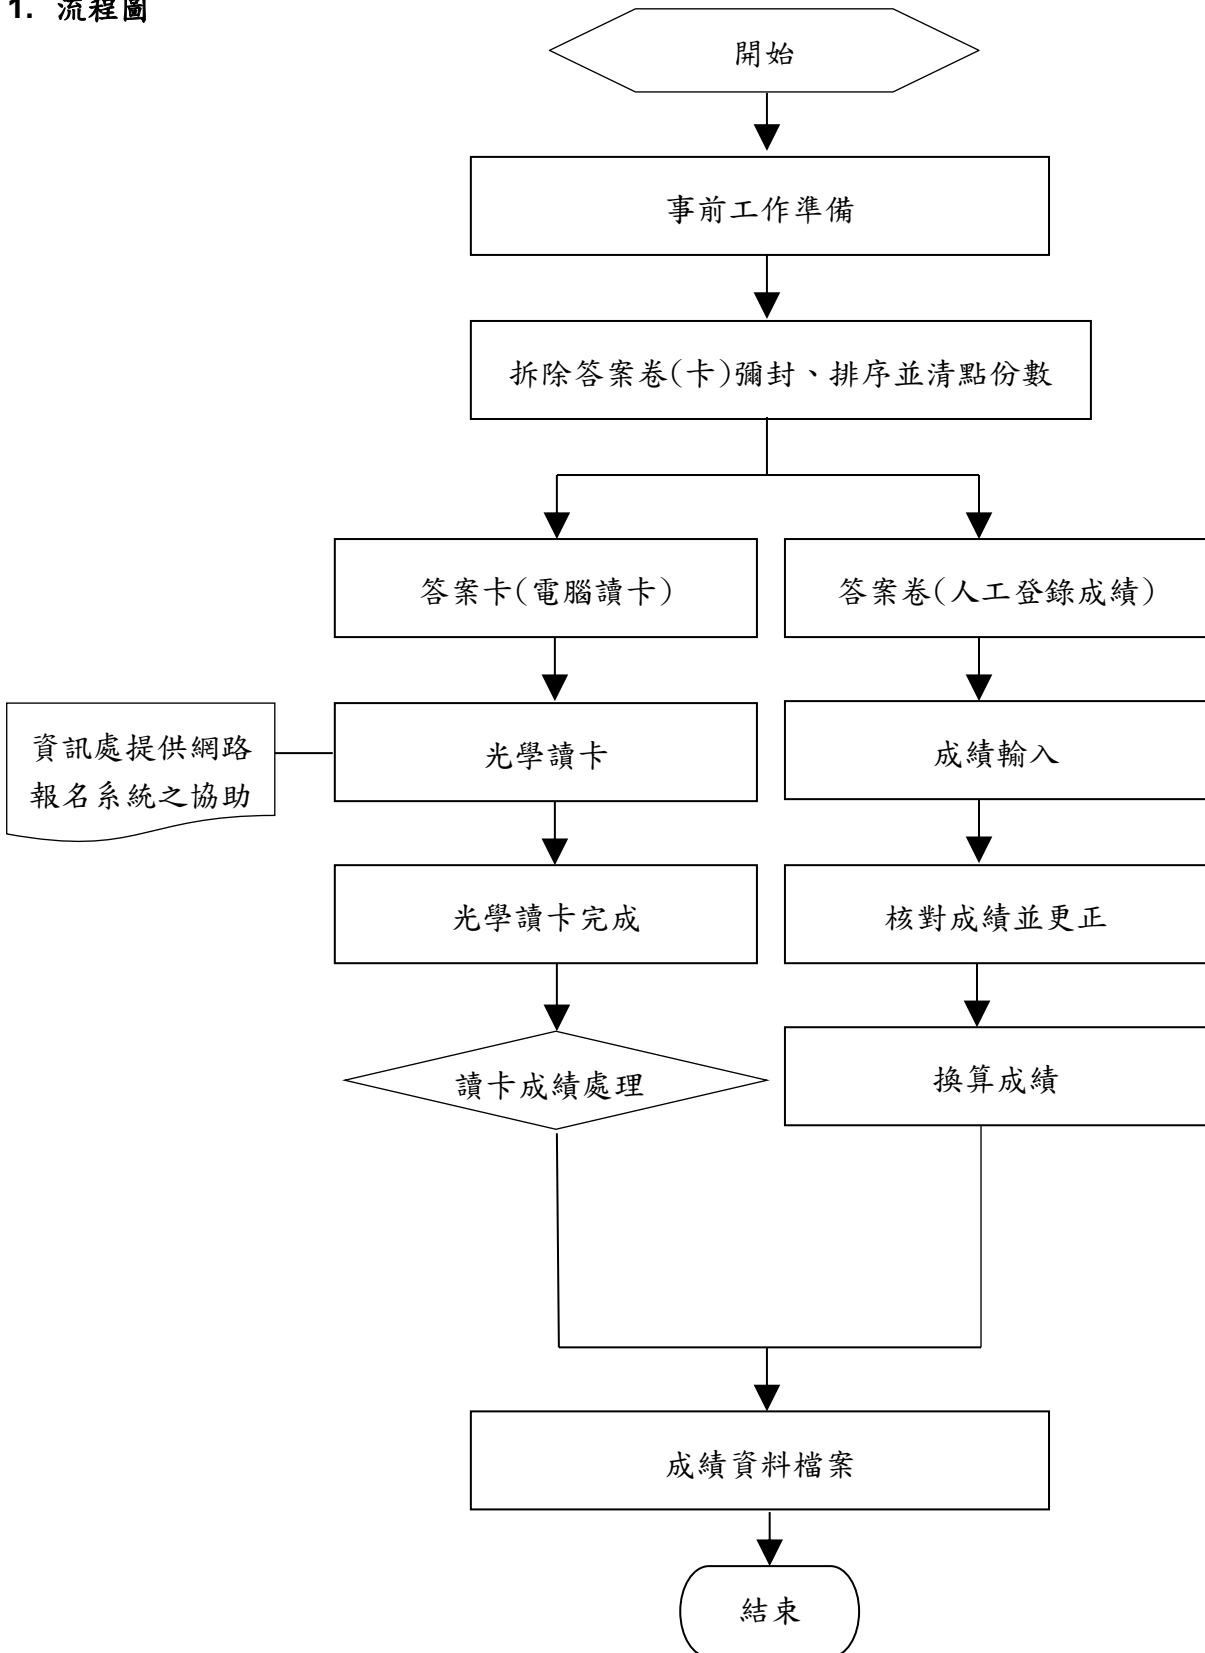 1. 流程圖
開始
事前工作準備
拆除答案卷(卡)彌封、排序並清點份數
答案卡(電腦讀卡)
答案卷(人工登錄成績)
資訊處提供網路
報名系統之協助
光學讀卡
成績輸入
光學讀卡完成
核對成績並更正
讀卡成績處理
換算成績
成績資料檔案
結束